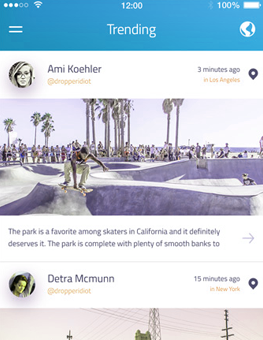 12:00 100%
Trending
Ami Koehler 3 minutes ago
@dropperidiot in Los Angeles
The park is a favorite among skaters in California and it definitely
deserves it. The park is complete with plenty of smooth banks to
Detra Mcmunn 15 minutes ago
@dropperidiot in New York